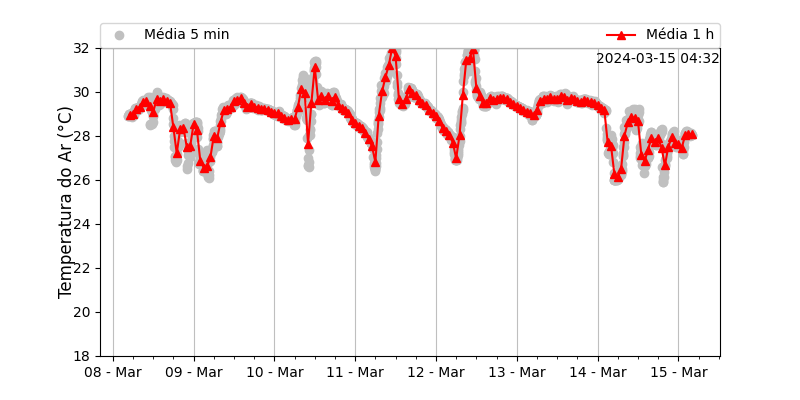 Média 5 min
Média 1 h
2024-03-15 04:32
Temperatura do Ar (°C)
32
30
28
26
24
22
20
18
08 - Mar
09 - Mar
10 - Mar
11 - Mar
12 - Mar
13 - Mar
14 - Mar
15 - Mar